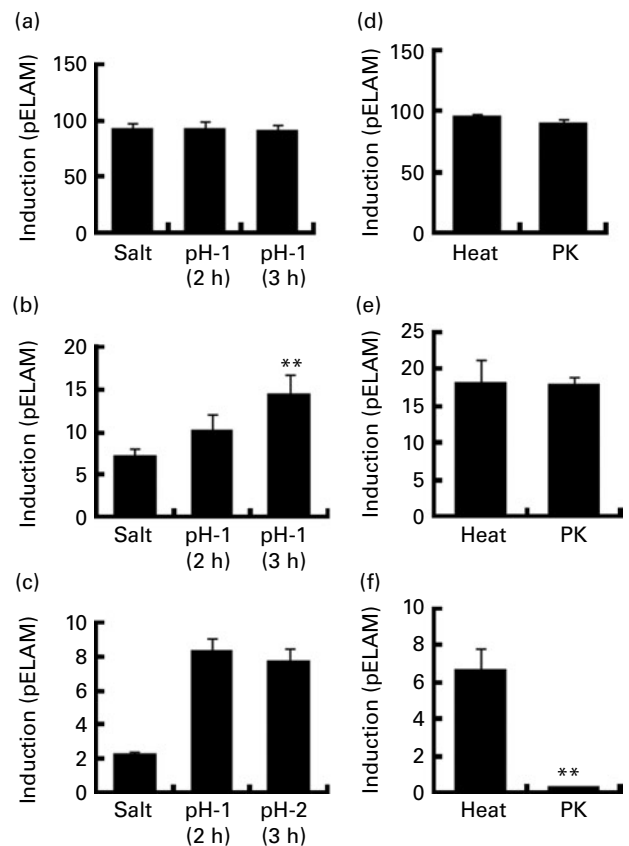 (a)
Induction (pELAM)
150
100
50
0
Salt
pH-1
(2 h)
pH-1
(3 h)
(d)
Induction (pELAM)
150
100
50
0
Heat
PK
(b)
Induction (pELAM)
20
15
10
5
0
**
Salt
pH-1
(2 h)
pH-1
(3 h)
(e)
Induction (pELAM)
25
20
15
10
5
0
Heat
PK
(c)
Induction (pELAM)
10
8
6
4
2
0
Salt
pH-1
(2 h)
pH-2
(3 h)
(f)
Induction (pELAM)
10
8
6
4
2
0
**
Heat
PK